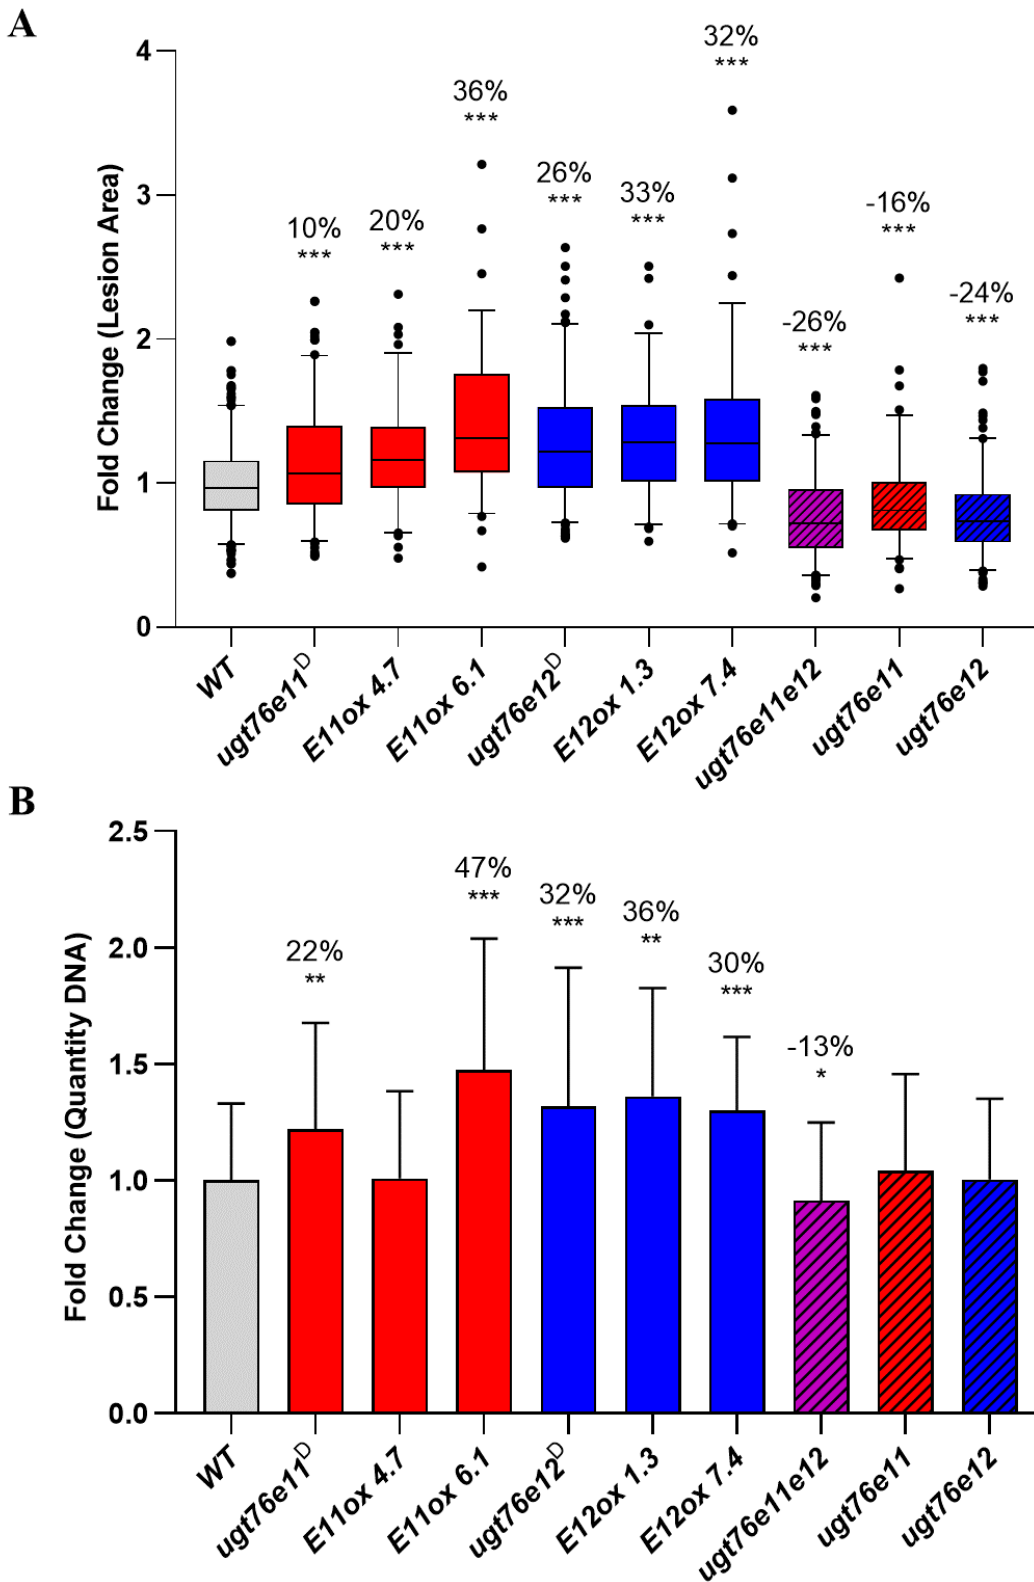 A
4
3
2
1
0
Fold Change (Lesion Area)
10%
***
20%
***
36%
***
26%
***
33%
***
32%
***
-26%
***
-16%
***
-24%
***
WT
ugt76e11ᴰ
E11ox 4.7
E11ox 6.1
ugt76e12ᴰ
E12ox 1.3
E12ox 7.4
ugt76e11e12
ugt76e11
ugt76e12
B
2.5
2.0
1.5
1.0
0.5
0.0
Fold Change (Quantity DNA)
22%
**
47%
***
32%
***
36%
**
30%
***
-13%
*
WT
ugt76e11ᴰ
E11ox 4.7
E11ox 6.1
ugt76e12ᴰ
E12ox 1.3
E12ox 7.4
ugt76e11e12
ugt76e11
ugt76e12